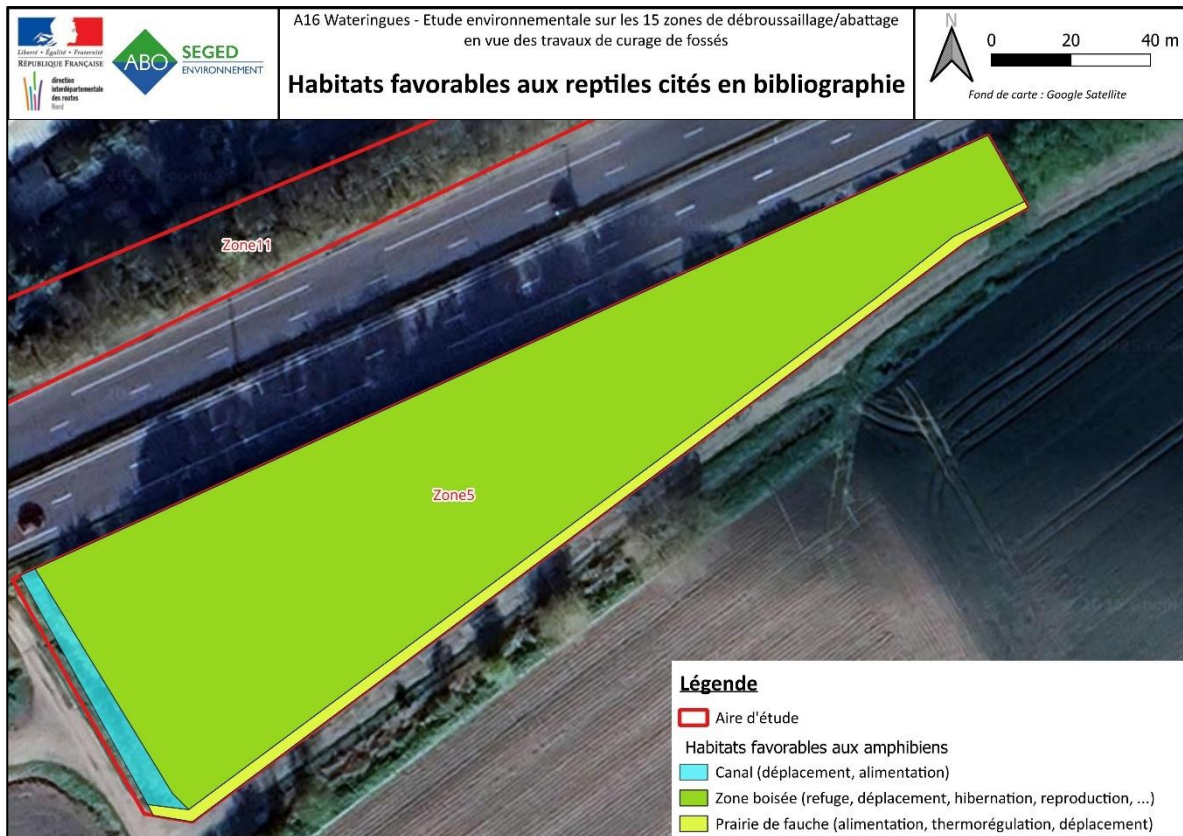 Liberté • Égalité • Fraternité
RÉPUBLIQUE FRANÇAISE
direction
interdépartementale
des routes
Nord
ABO
SEGED
ENVIRONNEMENT
A16 Wateringues - Etude environnementale sur les 15 zones de débroussaillage/abattage
en vue des travaux de curage de fossés
Habitats favorables aux reptiles cités en bibliographie
N
0 20 40 m
Fond de carte : Google Satellite
Zone11
Zone5
Légende
Aire d'étude
Habitats favorables aux amphibiens
Canal (déplacement, alimentation)
Zone boisée (refuge, déplacement, hibernation, reproduction, ...)
Prairie de fauche (alimentation, thermorégulation, déplacement)